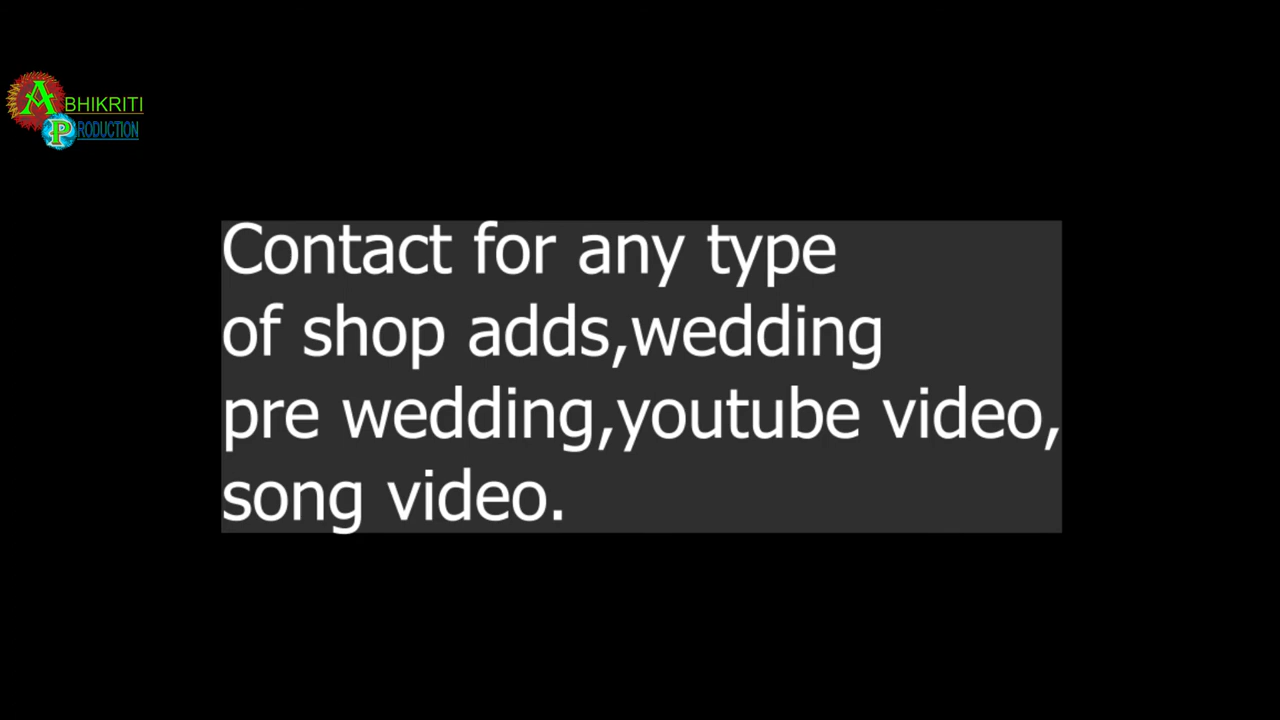 ABHIKRITI
PRODUCTION
Contact for any type
of shop adds,wedding
pre wedding,youtube video,
song video.